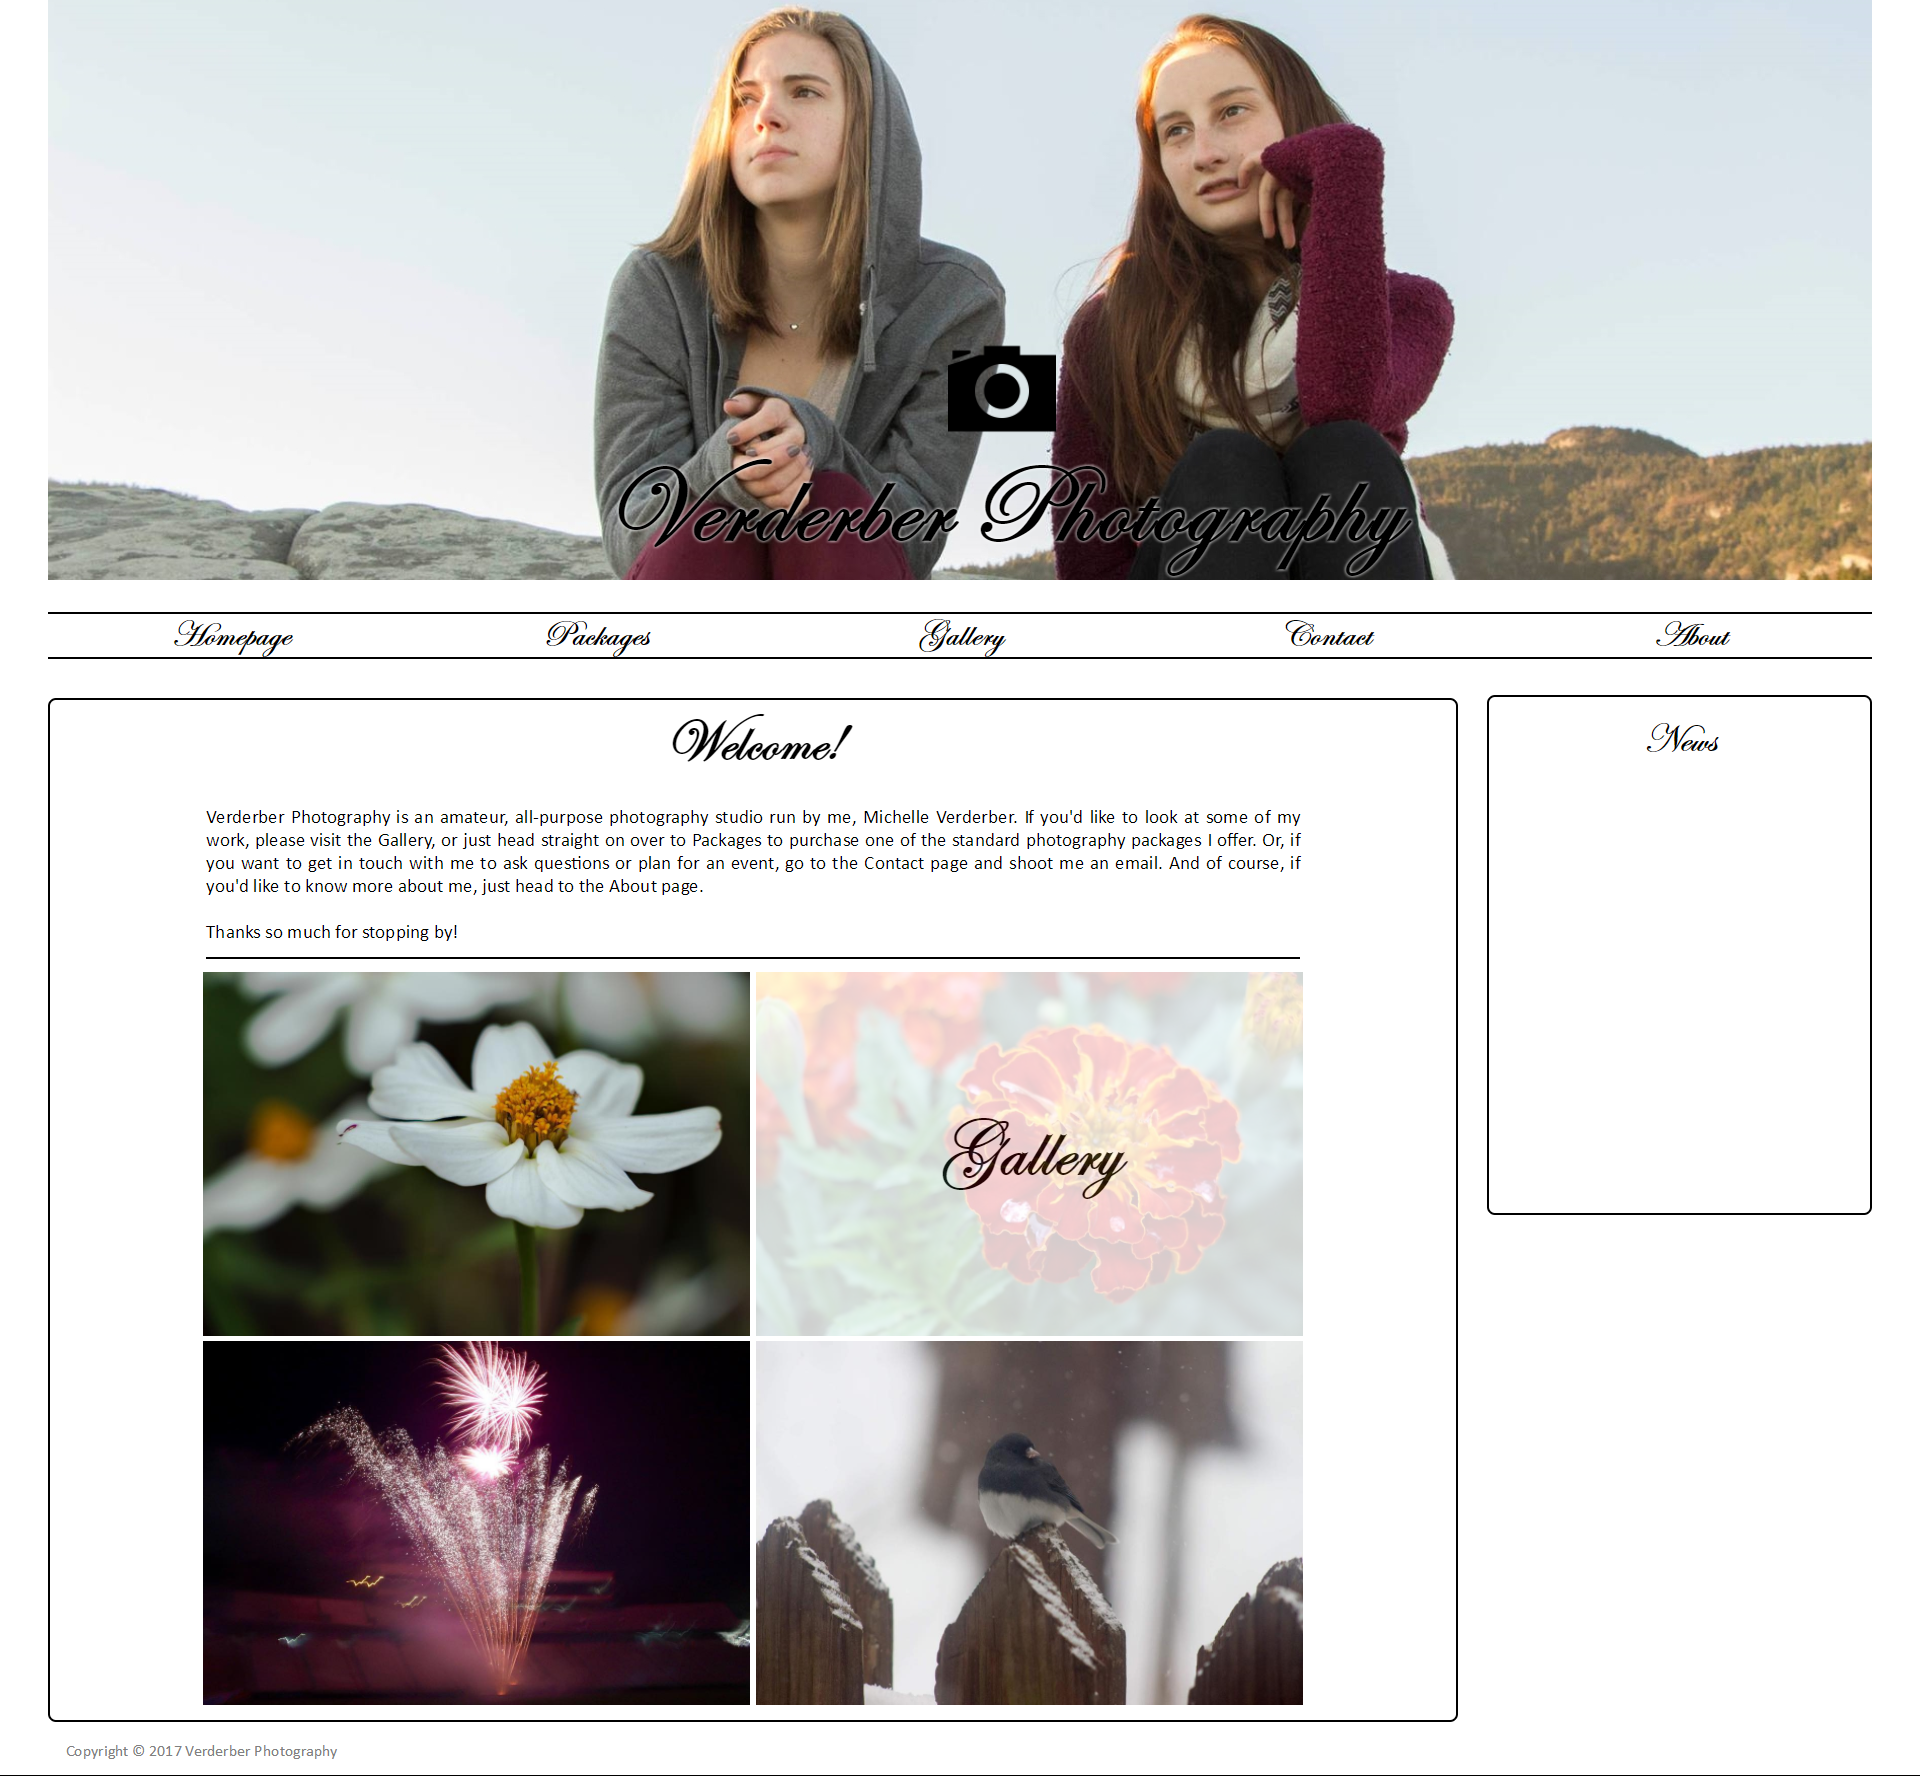 Verderber Photography
Homepage Packages Gallery Contact About
Welcome!
Verderber Photography is an amateur, all-purpose photography studio run by me, Michelle Verderber. If you'd like to look at some of my
work, please visit the Gallery, or just head straight on over to Packages to purchase one of the standard photography packages I offer. Or, if
you want to get in touch with me to ask questions or plan for an event, go to the Contact page and shoot me an email. And of course, if
you'd like to know more about me, just head to the About page.
Thanks so much for stopping by!
Gallery
News
Copyright © 2017 Verderber Photography